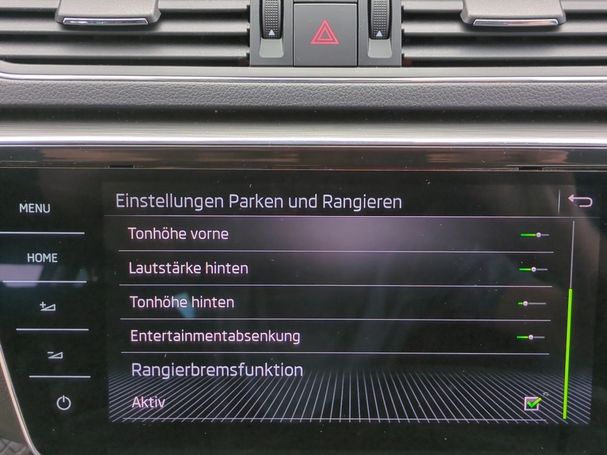 MENU
HOME
Einstellungen Parken und Rangieren
Tonhöhe vorne
Lautstärke hinten
Tonhöhe hinten
Entertainmentabsenkung
Rangierbremsfunktion
Aktiv